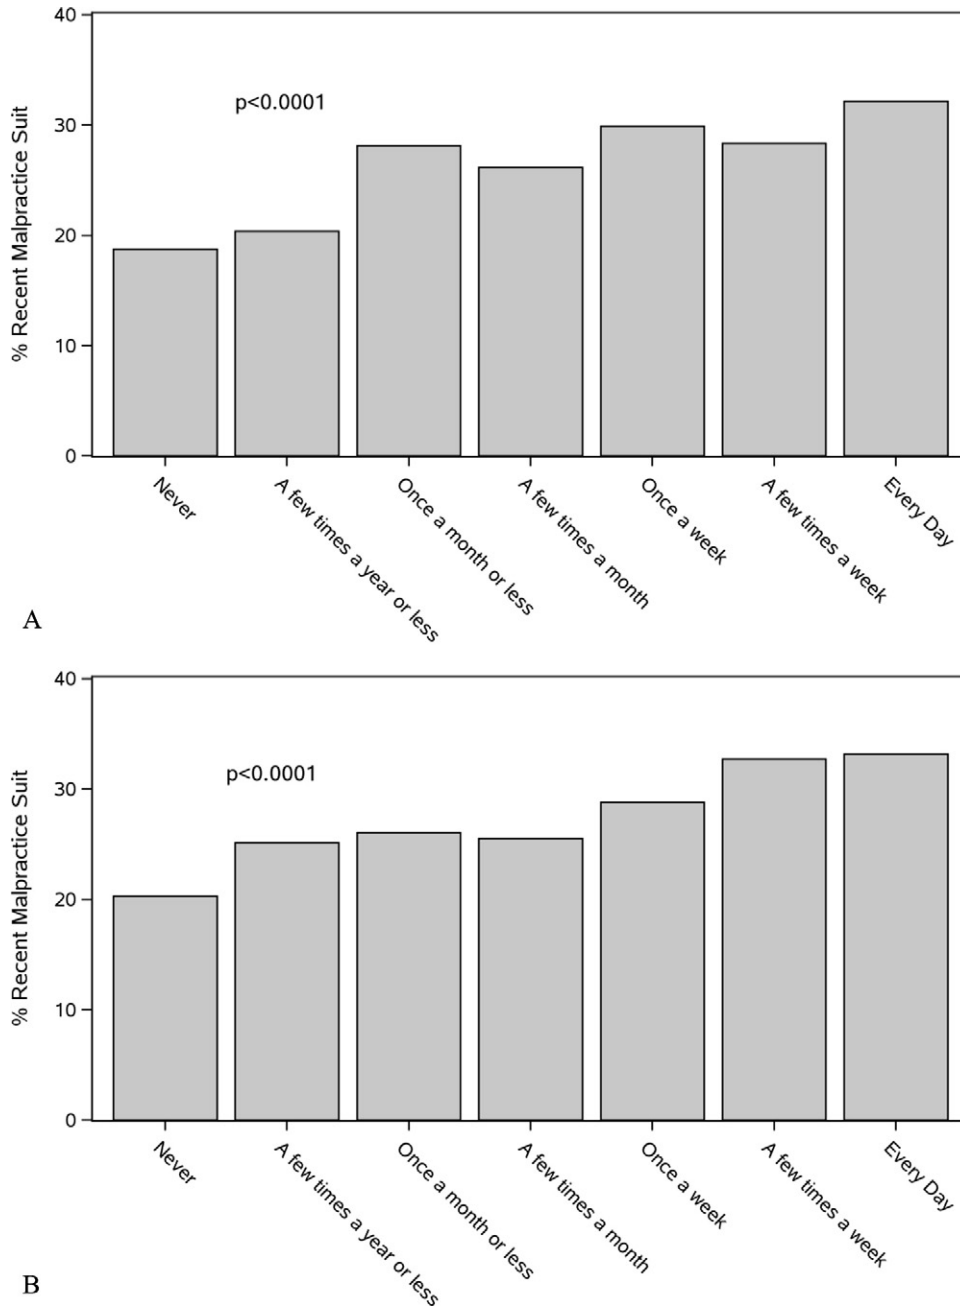 40
p<0.0001
30
20
10
0
% Recent Malpractice Suit
Never
A few times a year or less
Once a month or less
A few times a month
Once a week
A few times a week
Every Day
A
40
p<0.0001
30
20
10
0
% Recent Malpractice Suit
Never
A few times a year or less
Once a month or less
A few times a month
Once a week
A few times a week
Every Day
B